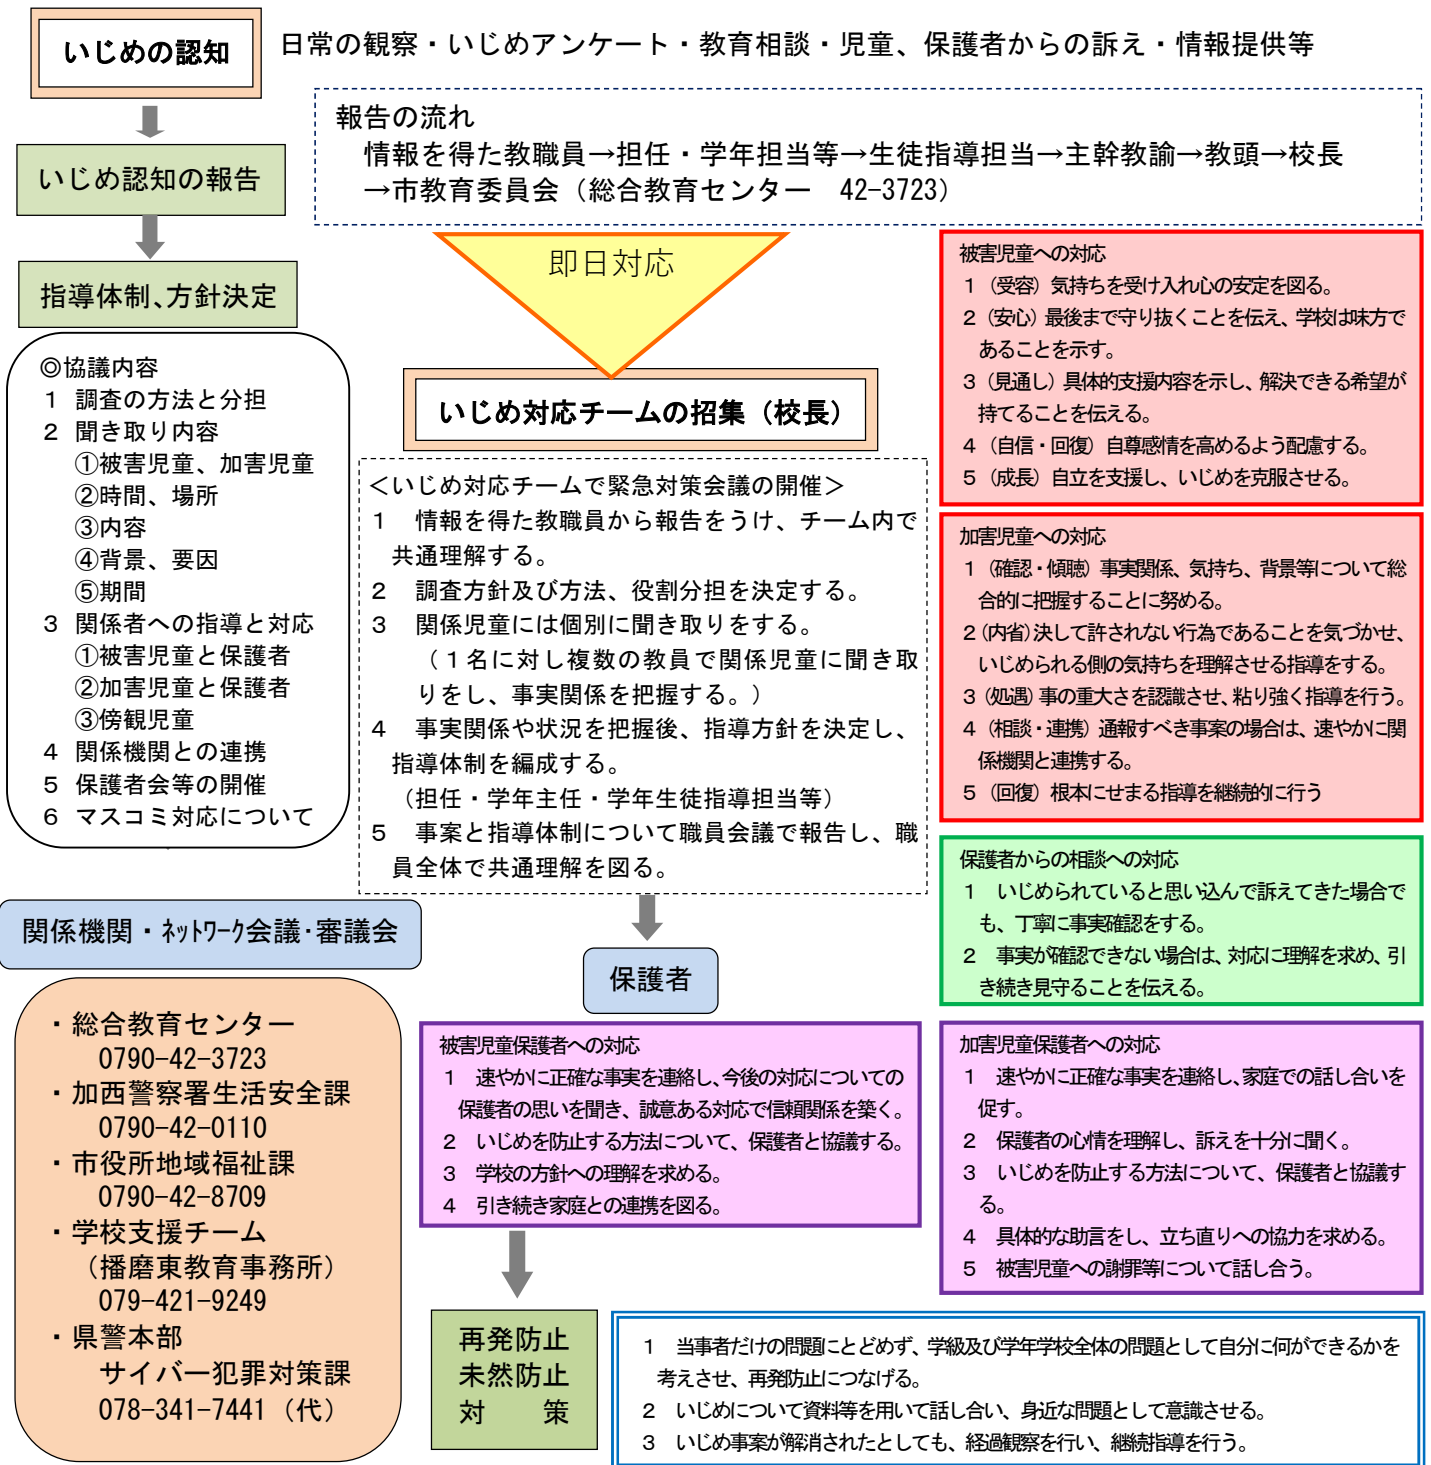 いじめの認知
日常の観察・いじめアンケート・教育相談・児童、保護者からの訴え・情報提供等
報告の流れ
情報を得た教職員→担任・学年担当等→生徒指導担当→主幹教諭→教頭→校長
→市教育委員会（総合教育センター　42-3723）
いじめ認知の報告
指導体制、方針決定
◎協議内容
１ 調査の方法と分担
２ 聞き取り内容
①被害児童、加害児童
②時間、場所
③内容
④背景、要因
⑤期間
３ 関係者への指導と対応
①被害児童と保護者
②加害児童と保護者
③傍観児童
４ 関係機関との連携
５ 保護者会等の開催
６ マスコミ対応について
即日対応
いじめ対応チームの招集（校長）
＜いじめ対応チームで緊急対策会議の開催＞
１　情報を得た教職員から報告をうけ、チーム内で
共通理解する。
２　調査方針及び方法、役割分担を決定する。
３　関係児童には個別に聞き取りをする。
（１名に対し複数の教員で関係児童に聞き取
りをし、事実関係を把握する。）
４　事実関係や状況を把握後、指導方針を決定し、
指導体制を編成する。
（担任・学年主任・学年生徒指導担当等）
５　事案と指導体制について職員会議で報告し、職
員全体で共通理解を図る。
被害児童への対応
１（受容）気持ちを受け入れ心の安定を図る。
２（安心）最後まで守り抜くことを伝え、学校は味方で
あることを示す。
３（見通し）具体的支援内容を示し、解決できる希望が
持てることを伝える。
４（自信・回復）自尊感情を高めるよう配慮する。
５（成長）自立を支援し、いじめを克服させる。
加害児童への対応
１（確認・傾聴）事実関係、気持ち、背景等について総
合的に把握することに努める。
２（内省）決して許されない行為であることを気づかせ、
いじめられる側の気持ちを理解させる指導をする。
３（処遇）事の重大さを認識させ、粘り強く指導を行う。
４（相談・連携）通報すべき事案の場合は、速やかに関
係機関と連携する。
５（回復）根本にせまる指導を継続的に行う
保護者からの相談への対応
１　いじめられていると思い込んで訴えてきた場合で
も、丁寧に事実確認をする。
２　事実が確認できない場合は、対応に理解を求め、引
き続き見守ることを伝える。
関係機関・ﾈｯﾄﾜｰｸ会議・審議会
・総合教育センター
0790-42-3723
・加西警察署生活安全課
0790-42-0110
・市役所地域福祉課
0790-42-8709
・学校支援チーム
（播磨東教育事務所）
079-421-9249
・県警本部
サイバー犯罪対策課
078-341-7441（代）
保護者
被害児童保護者への対応
１　速やかに正確な事実を連絡し、今後の対応についての
保護者の思いを聞き、誠意ある対応で信頼関係を築く。
２　いじめを防止する方法について、保護者と協議する。
３　学校の方針への理解を求める。
４　引き続き家庭との連携を図る。
加害児童保護者への対応
１　速やかに正確な事実を連絡し、家庭での話し合いを
促す。
２　保護者の心情を理解し、訴えを十分に聞く。
３　いじめを防止する方法について、保護者と協議す
る。
４　具体的な助言をし、立ち直りへの協力を求める。
５　被害児童への謝罪等について話し合う。
再発防止
未然防止
対　　策
１　当事者だけの問題にとどめず、学級及び学年学校全体の問題として自分に何ができるかを
考えさせ、再発防止につなげる。
２　いじめについて資料等を用いて話し合い、身近な問題として意識させる。
３　いじめ事案が解消されたとしても、経過観察を行い、継続指導を行う。